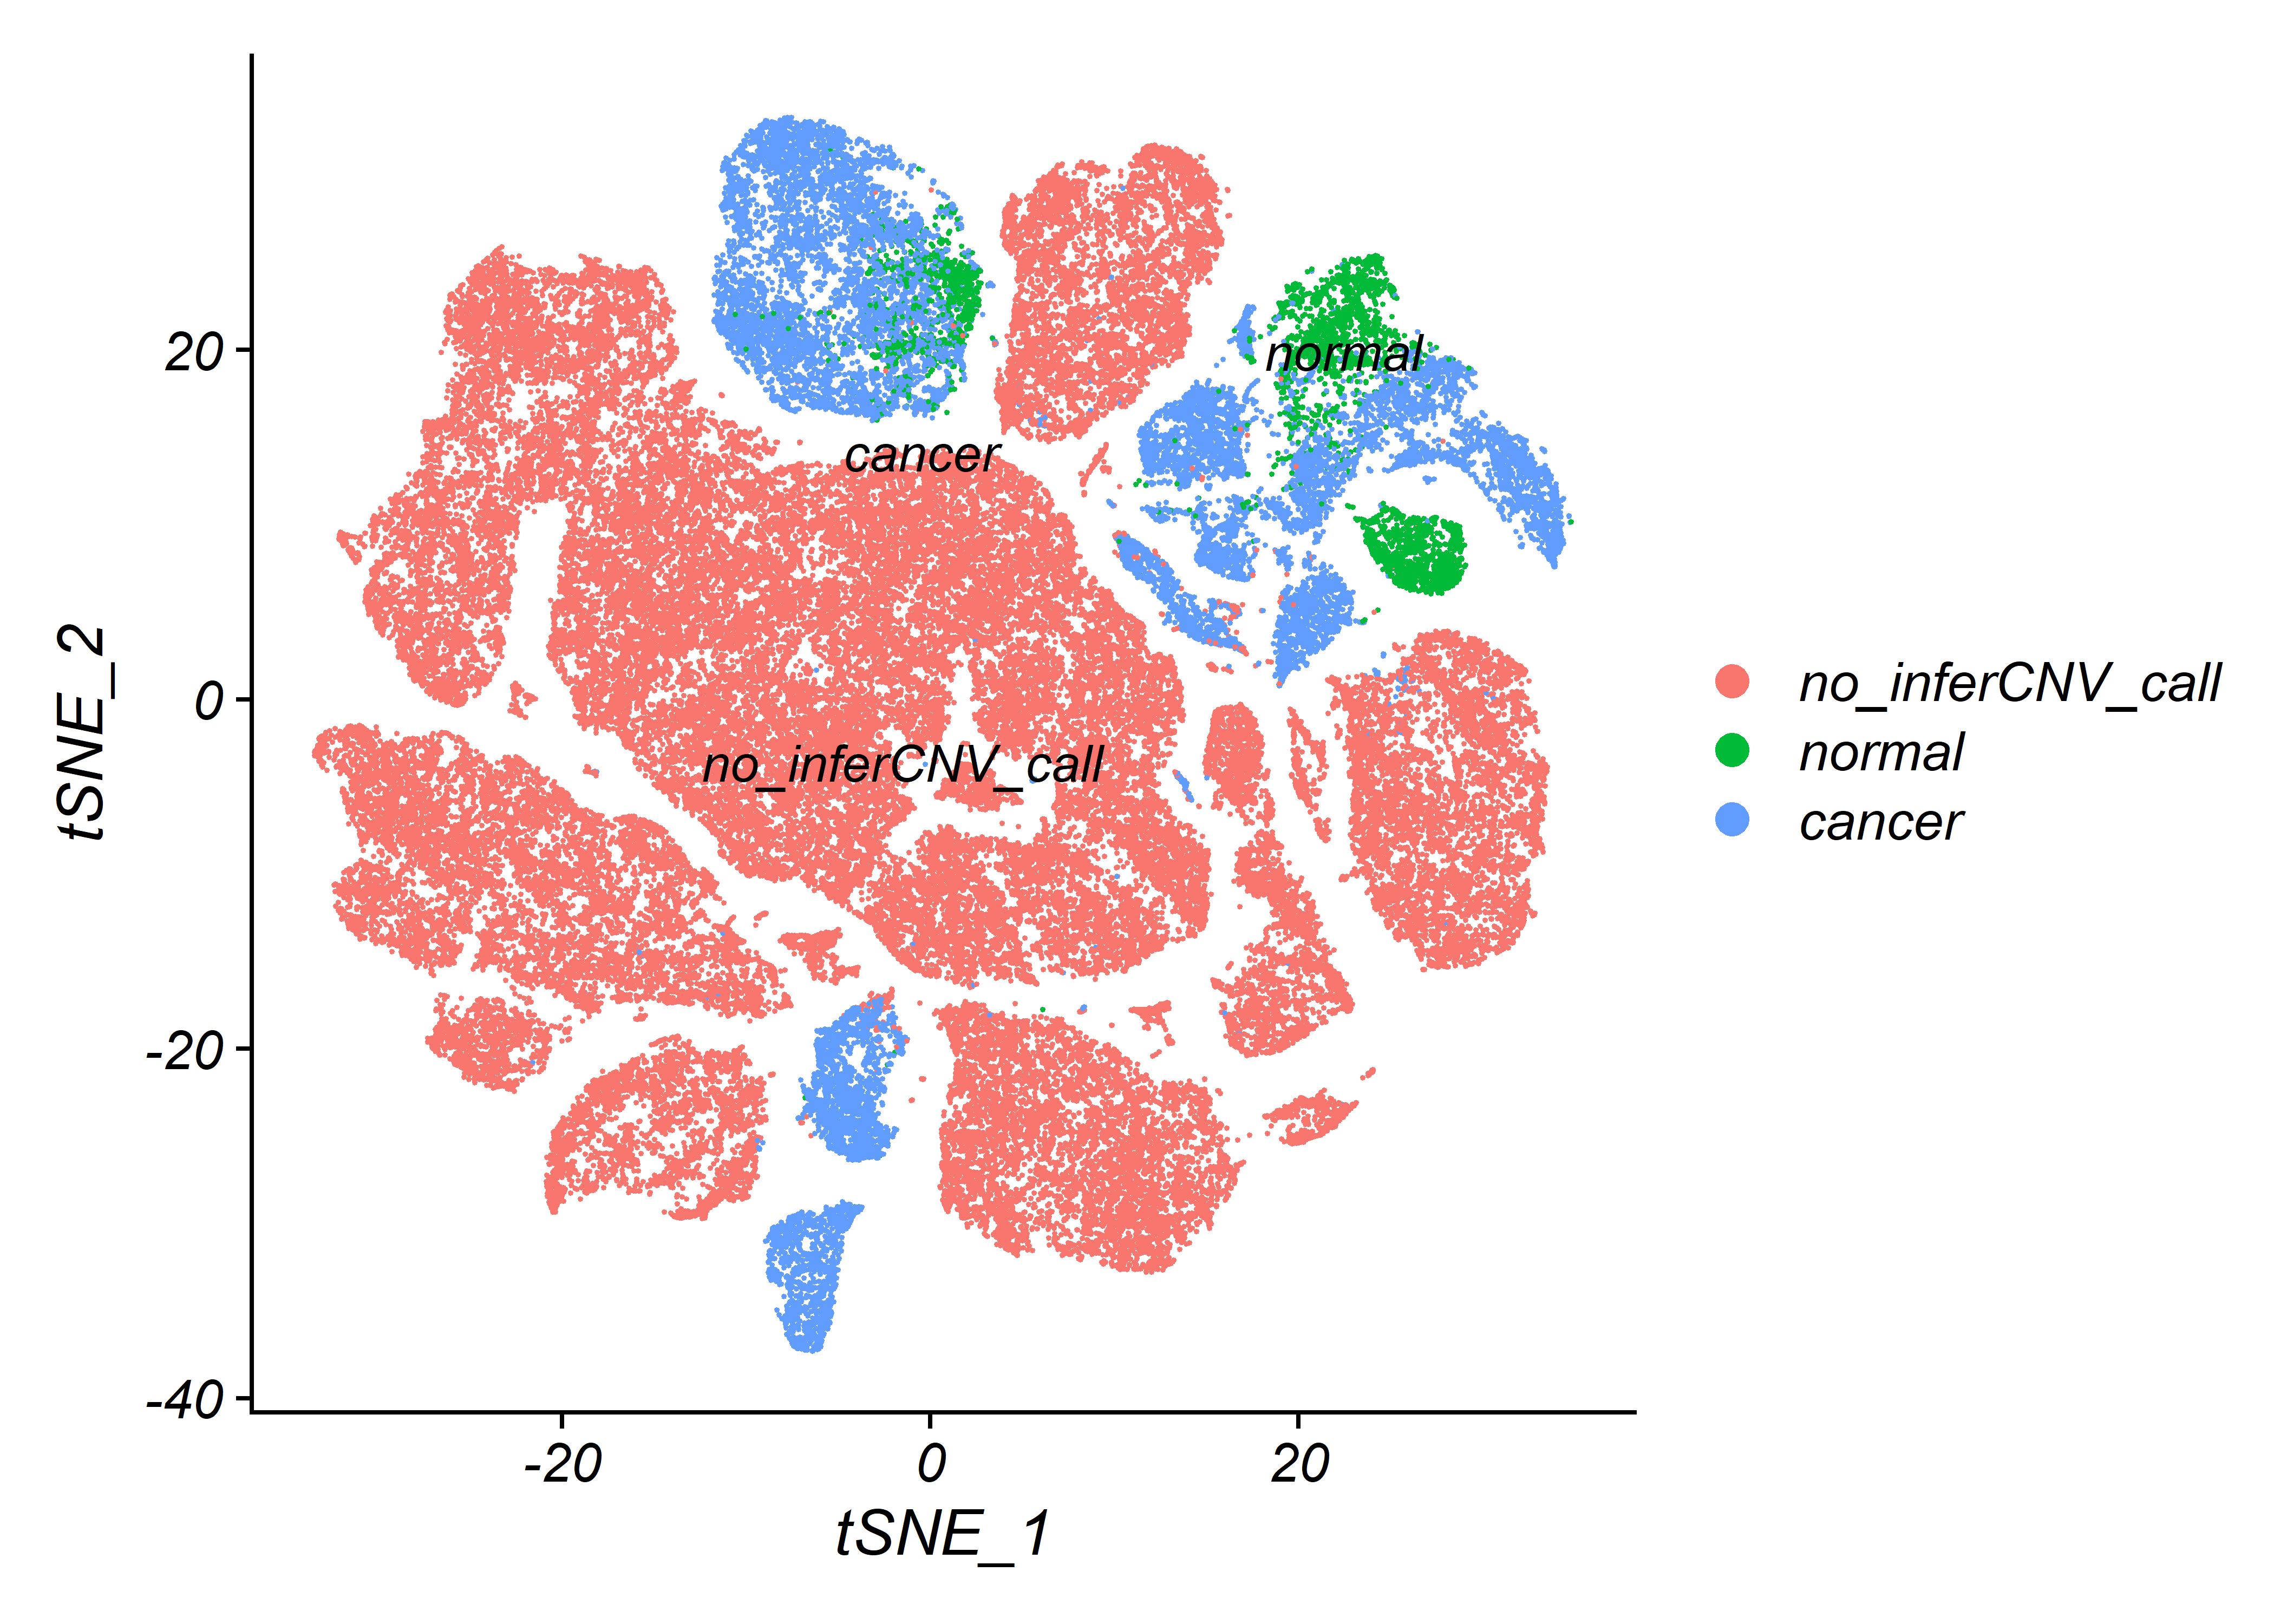 tSNE_2
20
0
-20
-40
cancer
normal
no_inferCNV_call
-20
0
20
tSNE_1
no_inferCNV_call
normal
cancer